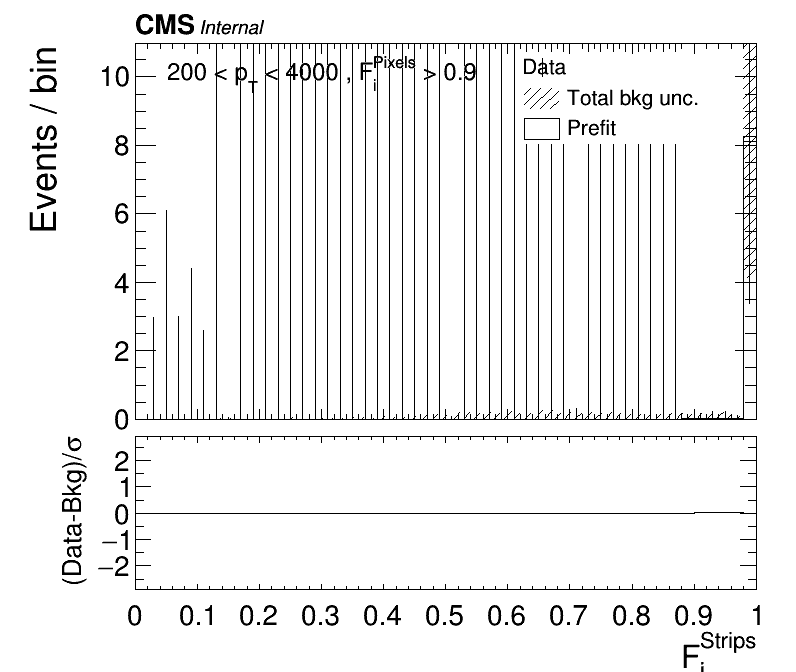 CMS Internal
Events / bin
10
8
6
4
2
0
200 < p_T < 4000 , F_i^Pixels > 0.9
Data
Total bkg unc.
Prefit
(Data-Bkg)/σ
2
1
0
−1
−2
0 0.1 0.2 0.3 0.4 0.5 0.6 0.7 0.8 0.9 1
F_i^Strips